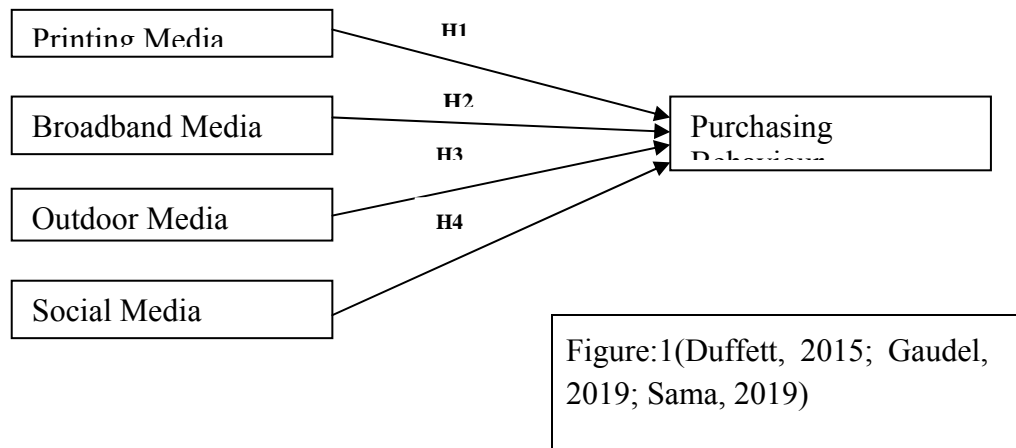 Printing Media
H1
Broadband Media
H2
Purchasing
Behaviour
H3
Outdoor Media
H4
Social Media
Figure:1(Duffett, 2015; Gaudel,
2019; Sama, 2019)